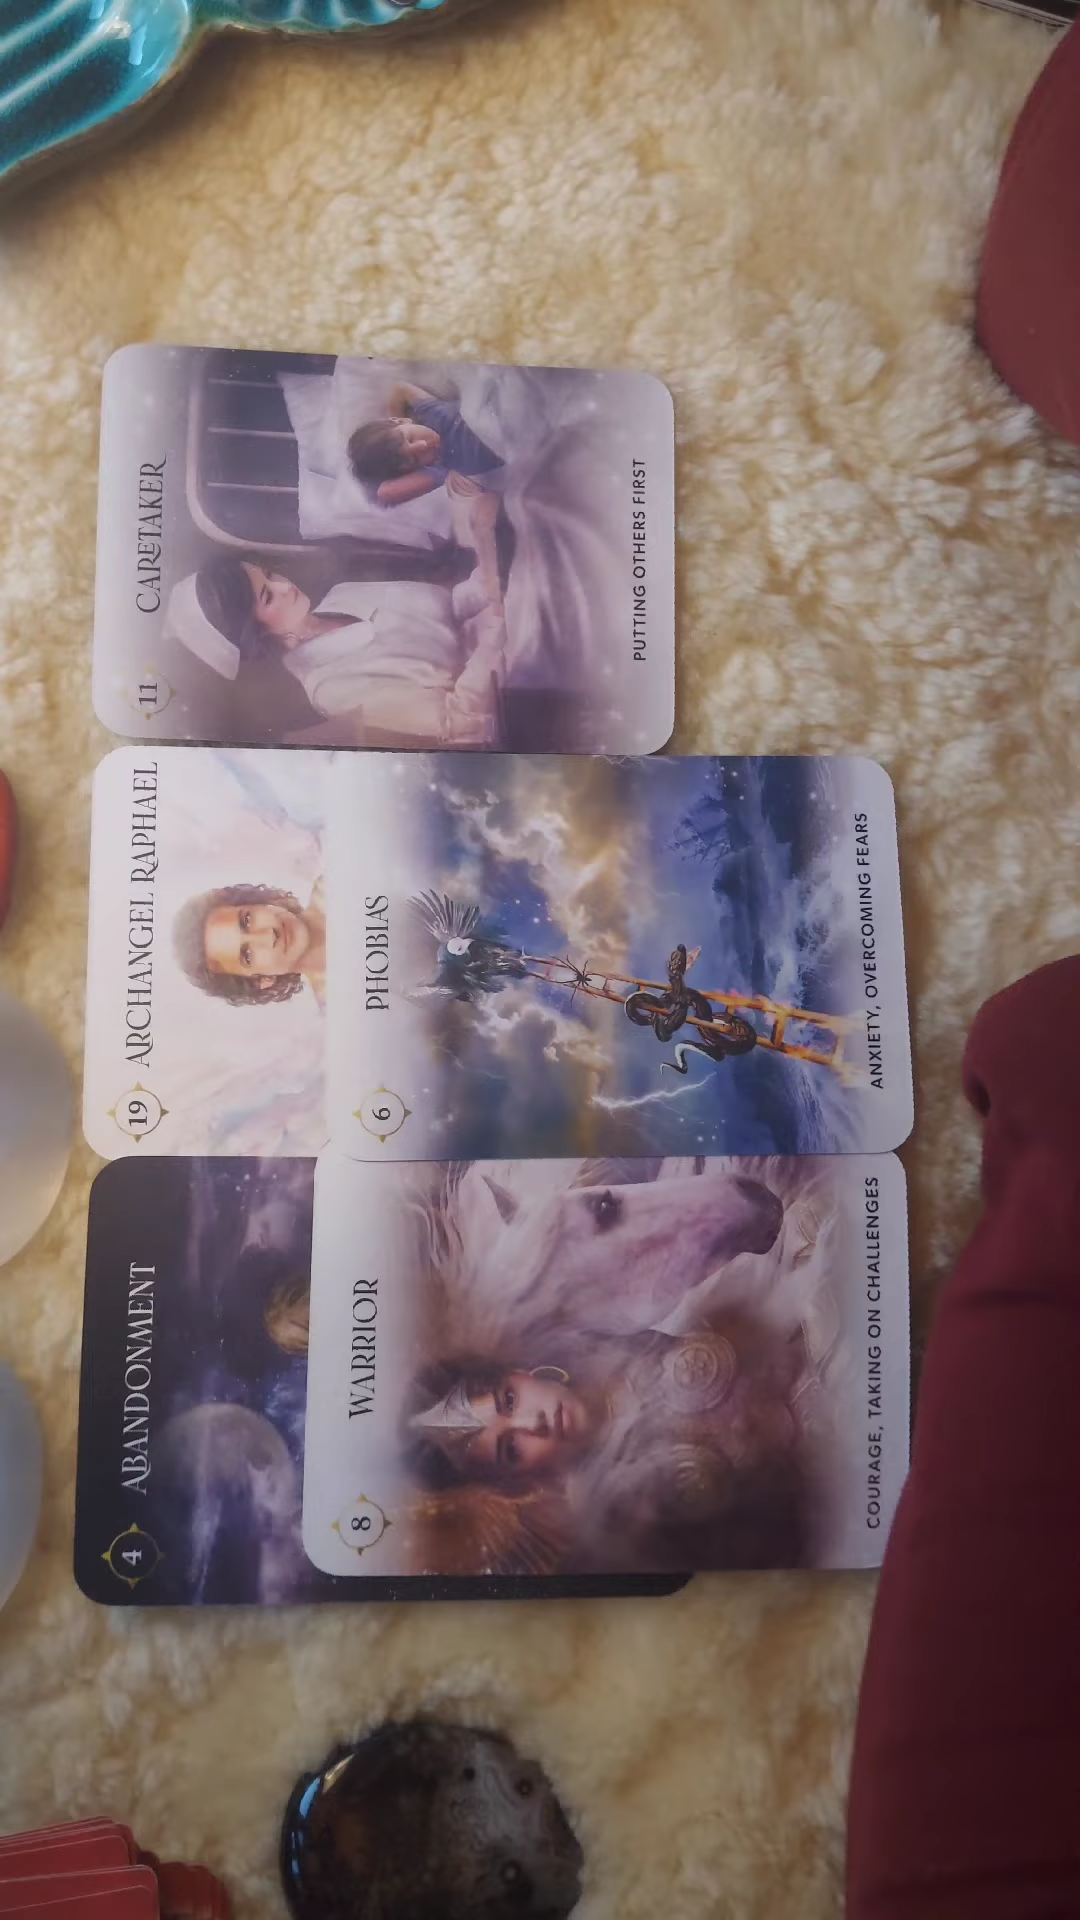 4 ABANDONMENT
8 WARRIOR
COURAGE, TAKING ON CHALLENGES
19 ARCHANGEL RAPHAEL
6 PHOBIAS
ANXIETY, OVERCOMING FEARS
11 CARETAKER
PUTTING OTHERS FIRST